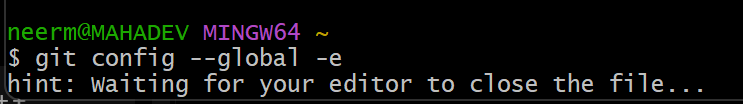 neerm@MAHADEV MINGW64 ~
$ git config --global -e
hint: Waiting for your editor to close the file...